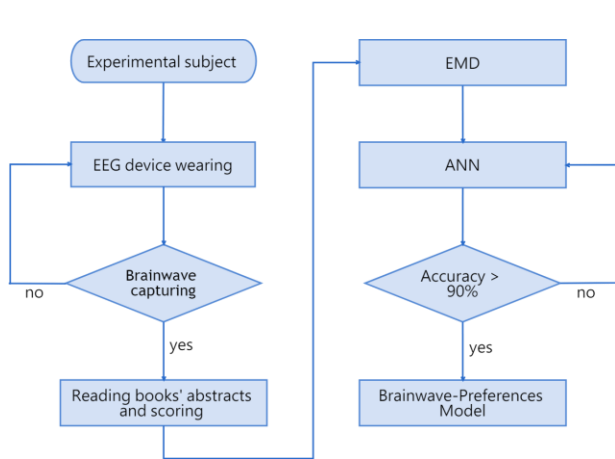 Experimental subject
EEG device wearing
Brainwave
capturing
no
yes
Reading books' abstracts
and scoring
EMD
ANN
Accuracy >
90%
no
yes
Brainwave-Preferences
Model